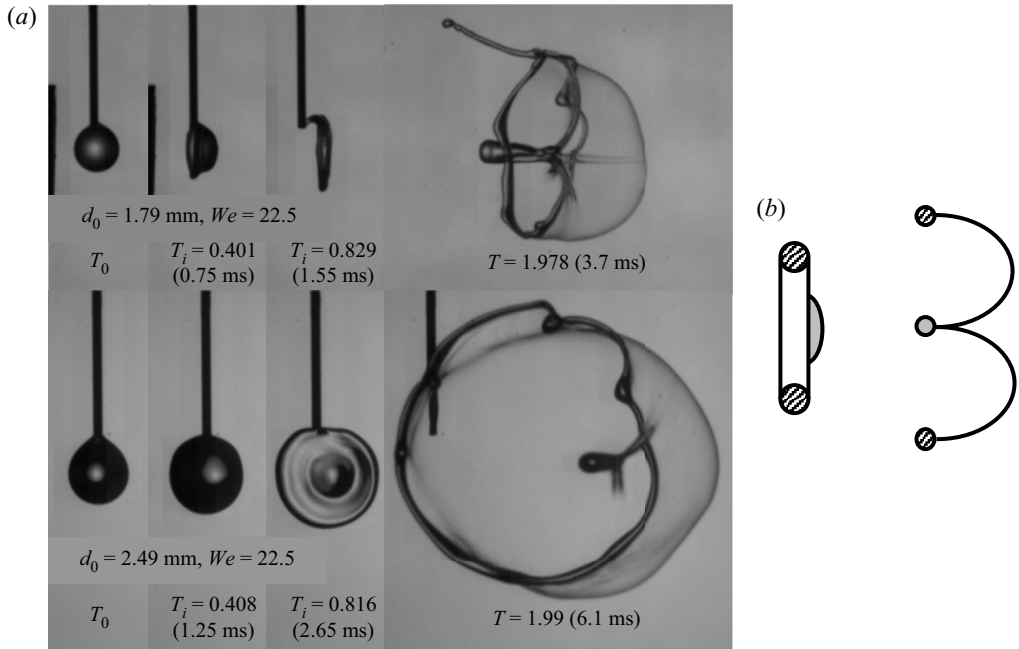 (a)
d0 = 1.79 mm, We = 22.5
T0
Ti = 0.401
(0.75 ms)
Ti = 0.829
(1.55 ms)
T = 1.978 (3.7 ms)
d0 = 2.49 mm, We = 22.5
T0
Ti = 0.408
(1.25 ms)
Ti = 0.816
(2.65 ms)
T = 1.99 (6.1 ms)
(b)